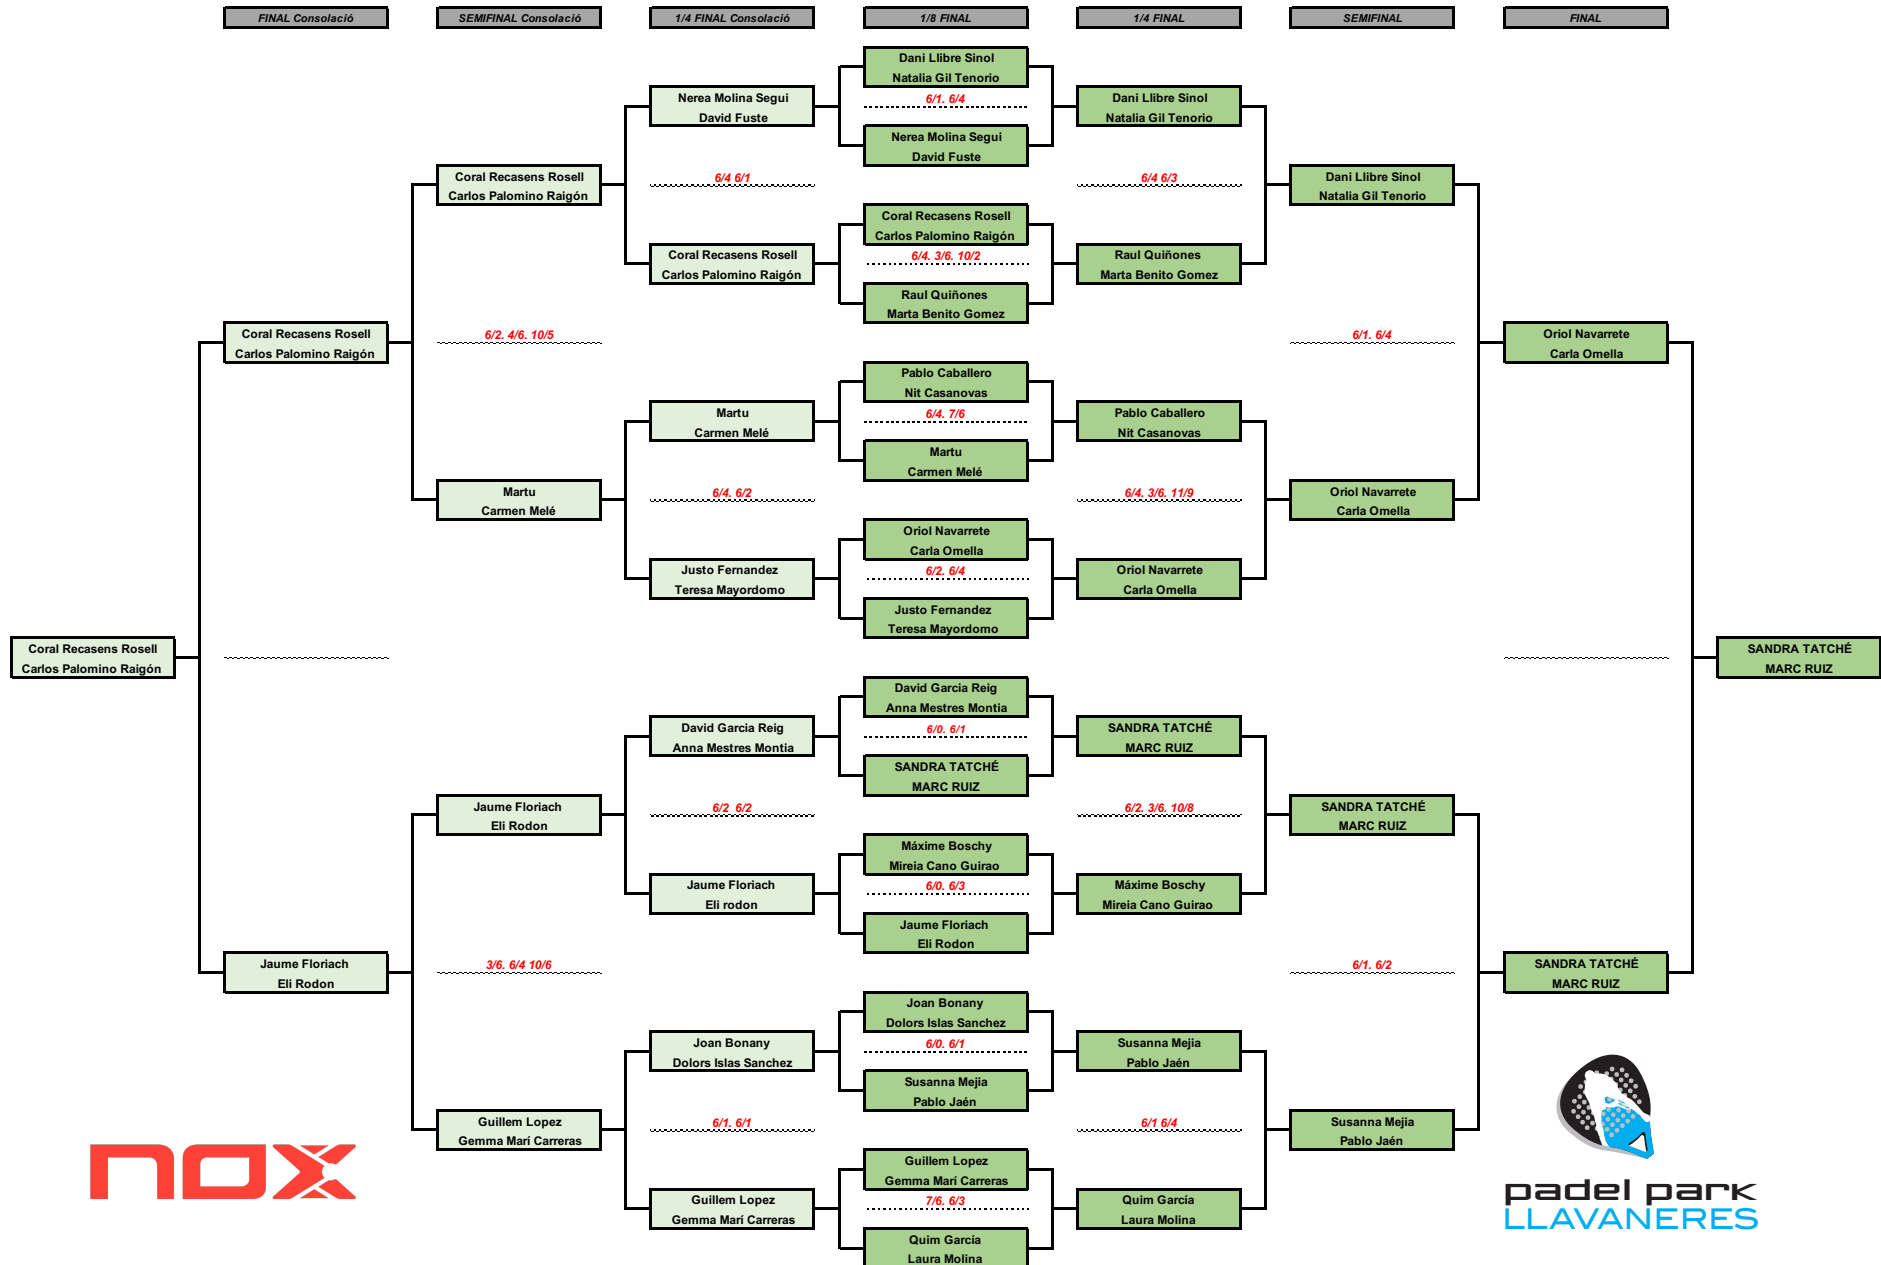 FINAL Consolació
SEMIFINAL Consolació
1/4 FINAL Consolació
1/8 FINAL
1/4 FINAL
SEMIFINAL
FINAL
Coral Recasens Rosell
Carlos Palomino Raigón
Coral Recasens Rosell
Carlos Palomino Raigón
Jaume Floriach
Eli Rodon
Coral Recasens Rosell
Carlos Palomino Raigón
6/2. 4/6. 10/5
Martu
Carmen Melé
Jaume Floriach
Eli Rodon
3/6. 6/4 10/6
Guillem Lopez
Gemma Marí Carreras
Nerea Molina Segui
David Fuste
6/4 6/1
Coral Recasens Rosell
Carlos Palomino Raigón
Martu
Carmen Melé
6/4. 6/2
Justo Fernandez
Teresa Mayordomo
David Garcia Reig
Anna Mestres Montia
6/2 6/2
Jaume Floriach
Eli rodon
Joan Bonany
Dolors Islas Sanchez
6/1. 6/1
Guillem Lopez
Gemma Marí Carreras
Dani Llibre Sinol
Natalia Gil Tenorio
6/1. 6/4
Nerea Molina Segui
David Fuste
Coral Recasens Rosell
Carlos Palomino Raigón
6/4. 3/6. 10/2
Raul Quiñones
Marta Benito Gomez
Pablo Caballero
Nit Casanovas
6/4. 7/6
Martu
Carmen Melé
Oriol Navarrete
Carla Omella
6/2. 6/4
Justo Fernandez
Teresa Mayordomo
David Garcia Reig
Anna Mestres Montia
6/0. 6/1
SANDRA TATCHÉ
MARC RUIZ
Máxime Boschy
Mireia Cano Guirao
6/0. 6/3
Jaume Floriach
Eli Rodon
Joan Bonany
Dolors Islas Sanchez
6/0. 6/1
Susanna Mejia
Pablo Jaén
Guillem Lopez
Gemma Marí Carreras
7/6. 6/3
Quim García
Laura Molina
Dani Llibre Sinol
Natalia Gil Tenorio
6/4 6/3
Raul Quiñones
Marta Benito Gomez
Pablo Caballero
Nit Casanovas
6/4. 3/6. 11/9
Oriol Navarrete
Carla Omella
SANDRA TATCHÉ
MARC RUIZ
6/2. 3/6. 10/8
Máxime Boschy
Mireia Cano Guirao
Susanna Mejia
Pablo Jaén
6/1 6/4
Quim García
Laura Molina
Dani Llibre Sinol
Natalia Gil Tenorio
6/1. 6/4
Oriol Navarrete
Carla Omella
SANDRA TATCHÉ
MARC RUIZ
6/1. 6/2
Susanna Mejia
Pablo Jaén
Oriol Navarrete
Carla Omella
SANDRA TATCHÉ
MARC RUIZ
SANDRA TATCHÉ
MARC RUIZ
nox
padel park
LLAVANERES